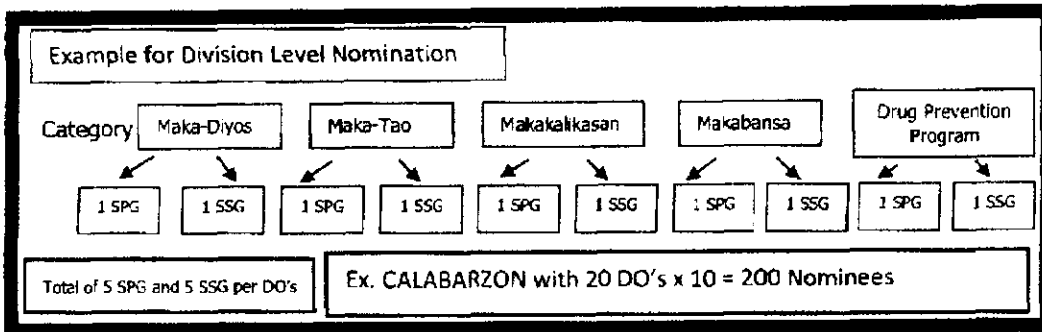 Example for Division Level Nomination
Category Maka-Diyos Maka-Tao Makakalikasan Makabansa Drug Prevention
Program
1 SPG 1 SSG 1 SPG 1 SSG 1 SPG 1 SSG 1 SPG 1 SSG 1 SPG 1 SSG
Total of 5 SPG and 5 SSG per DO's
Ex. CALABARZON with 20 DO's x 10 = 200 Nominees